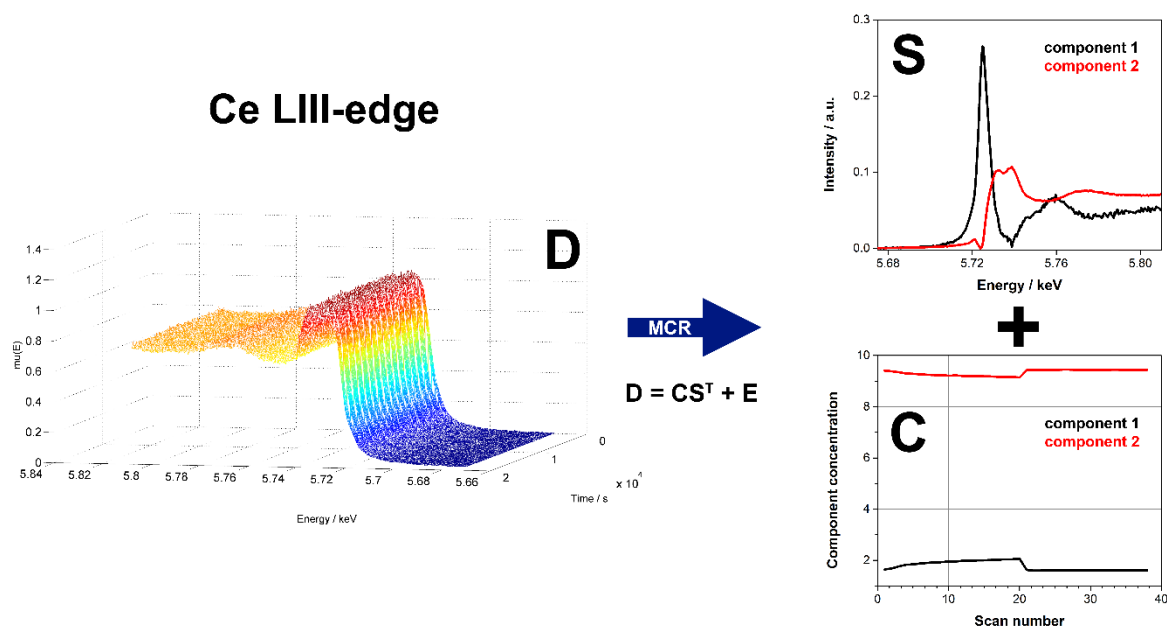 Ce LIII-edge
D
1.4
1.2
1
0.8
0.6
0.4
0.2
0
mu(E)
5.84
5.82
5.8
5.78
5.76
5.74
5.72
5.7
5.68
5.66
Energy / keV
0
1
2
x 10⁴
Time / s
MCR
D = CSᵀ + E
S
component 1
component 2
0.3
0.2
0.1
0.0
Intensity / a.u.
5.68
5.72
5.76
5.80
Energy / keV
+
C
component 1
component 2
10
8
6
4
2
Component concentration
0
10
20
30
40
Scan number